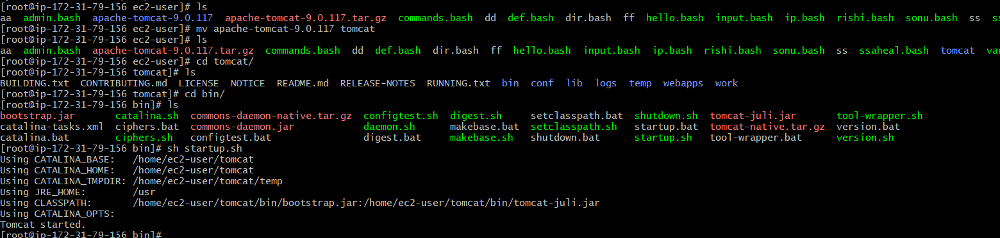 [root@ip-172-31-79-156 ec2-user]# ls
aa  admin.bash  apache-tomcat-9.0.117  apache-tomcat-9.0.117.tar.gz  commands.bash  dd  def.bash  dir.bash  ff  hello.bash  input.bash  ip.bash  rishi.bash  sonu.bash  ss
[root@ip-172-31-79-156 ec2-user]# mv apache-tomcat-9.0.117 tomcat
[root@ip-172-31-79-156 ec2-user]# ls
aa  admin.bash  apache-tomcat-9.0.117.tar.gz  commands.bash  dd  def.bash  dir.bash  ff  hello.bash  input.bash  ip.bash  rishi.bash  sonu.bash  ss  ssaheal.bash  tomcat
[root@ip-172-31-79-156 ec2-user]# cd tomcat/
[root@ip-172-31-79-156 tomcat]# ls
BUILDING.txt  CONTRIBUTING.md  LICENSE  NOTICE  README.md  RELEASE-NOTES  RUNNING.txt  bin  conf  lib  logs  temp  webapps  work
[root@ip-172-31-79-156 tomcat]# cd bin/
[root@ip-172-31-79-156 bin]# ls
bootstrap.jar  catalina.sh  commons-daemon-native.tar.gz  configtest.sh  digest.sh  setclasspath.bat  shutdown.sh  tomcat-juli.jar  tool-wrapper.sh
catalina-tasks.xml  ciphers.bat  commons-daemon.jar  daemon.sh  makebase.bat  setclasspath.sh  startup.bat  tomcat-native.tar.gz  version.bat
catalina.bat  ciphers.sh  configtest.bat  digest.bat  makebase.sh  shutdown.bat  startup.sh  tool-wrapper.bat  version.sh
[root@ip-172-31-79-156 bin]# sh startup.sh
Using CATALINA_BASE:   /home/ec2-user/tomcat
Using CATALINA_HOME:   /home/ec2-user/tomcat
Using CATALINA_TMPDIR: /home/ec2-user/tomcat/temp
Using JRE_HOME:        /usr
Using CLASSPATH:       /home/ec2-user/tomcat/bin/bootstrap.jar:/home/ec2-user/tomcat/bin/tomcat-juli.jar
Using CATALINA_OPTS:
Tomcat started.
[root@ip-172-31-79-156 bin]#